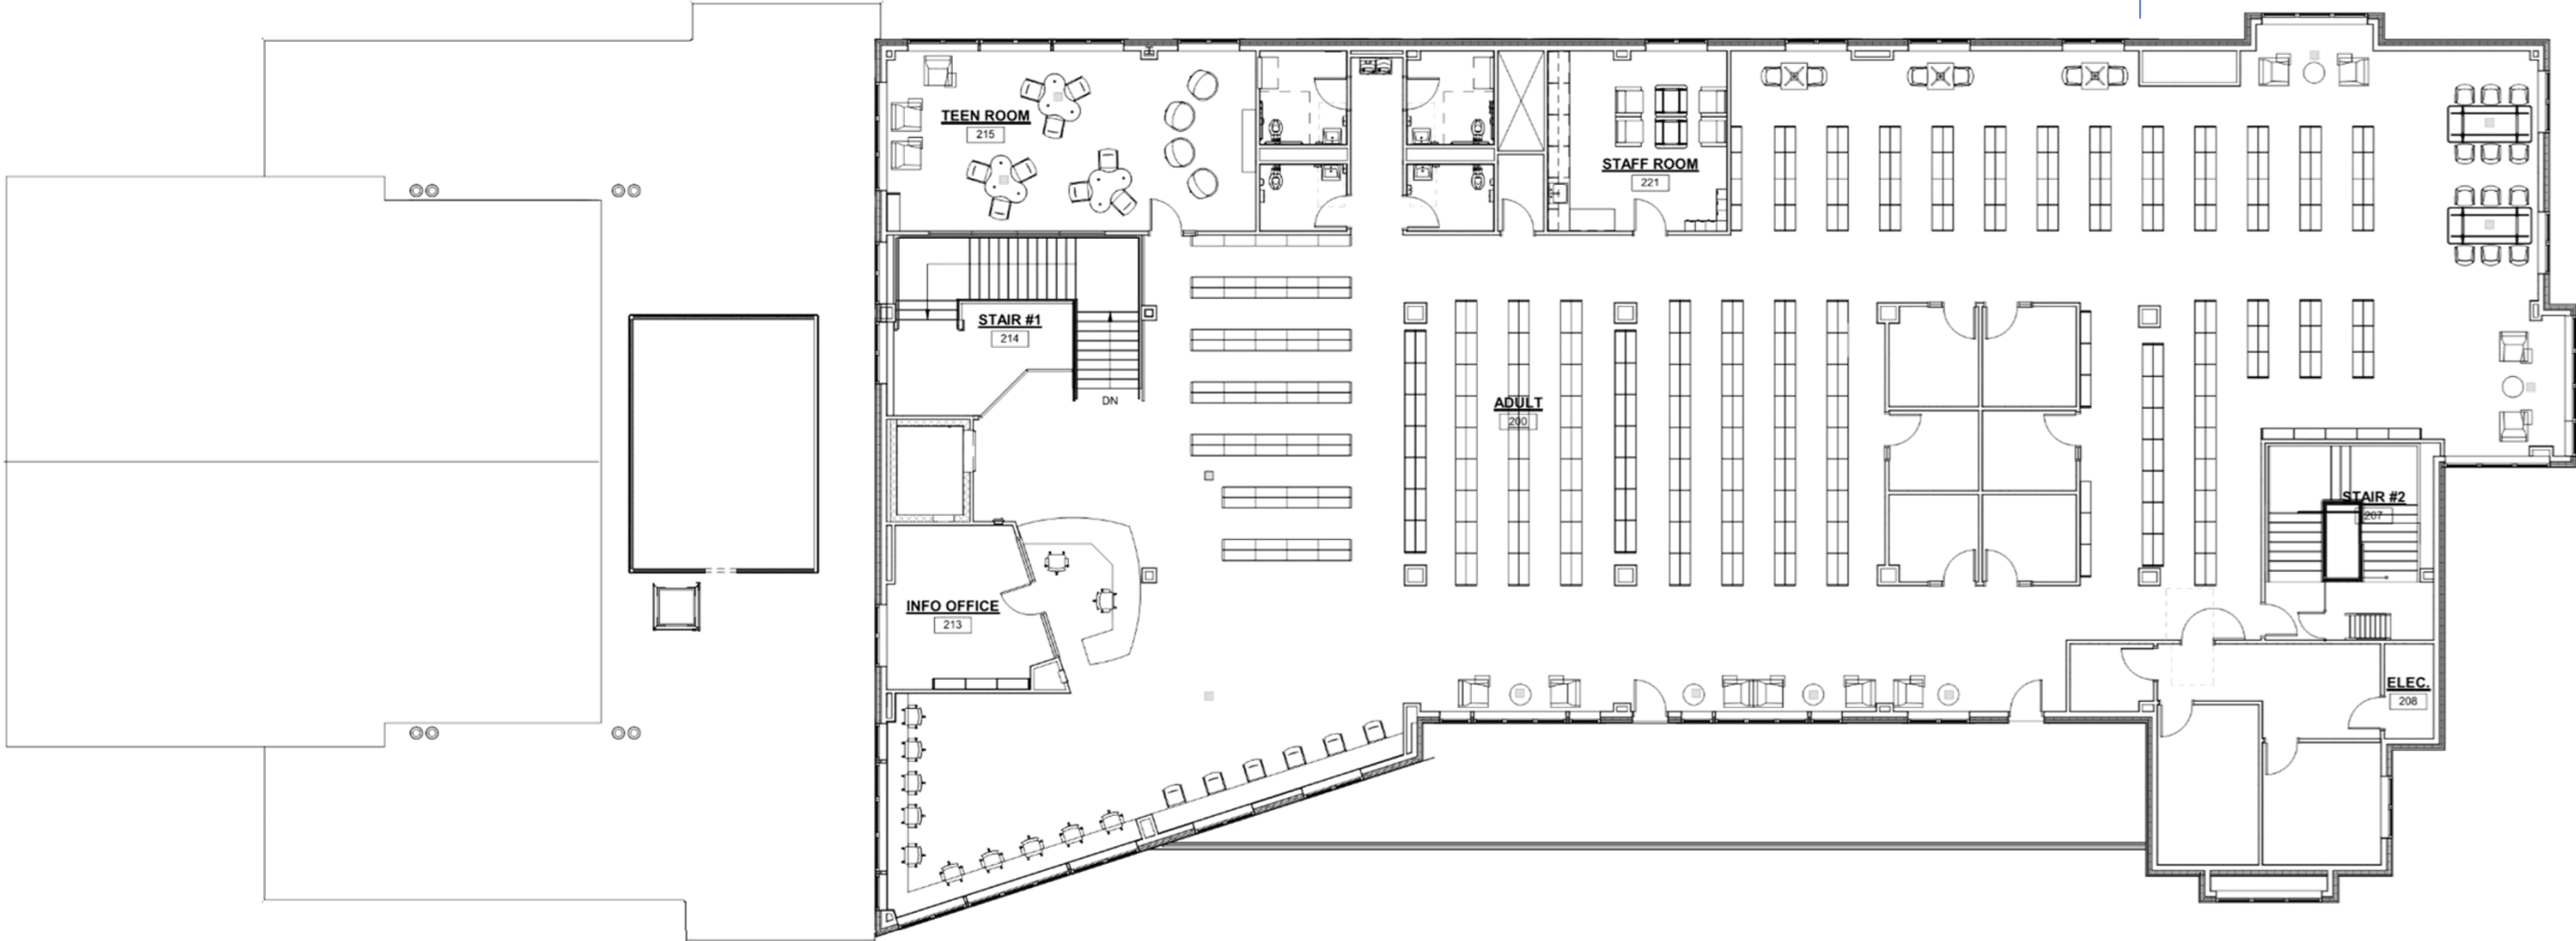 TEEN ROOM
215
STAFF ROOM
221
STAIR #1
214
DN
ADULT
200
STAIR #2
207
INFO OFFICE
213
ELEC.
208